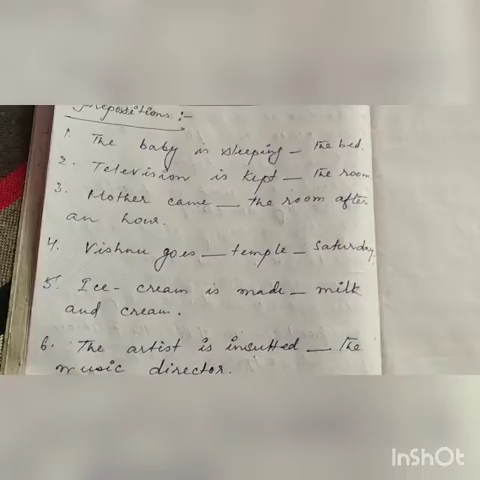 Prepositions :-
1. The baby is sleeping _ the bed.
2. Television is kept _ the room
3. Mother came _ the room after
an hour.
4. Vishnu goes _ temple _ Saturday.
5. Ice-cream is made _ milk
and cream.
6. The artist is insulted _ the
music director.
InShOt